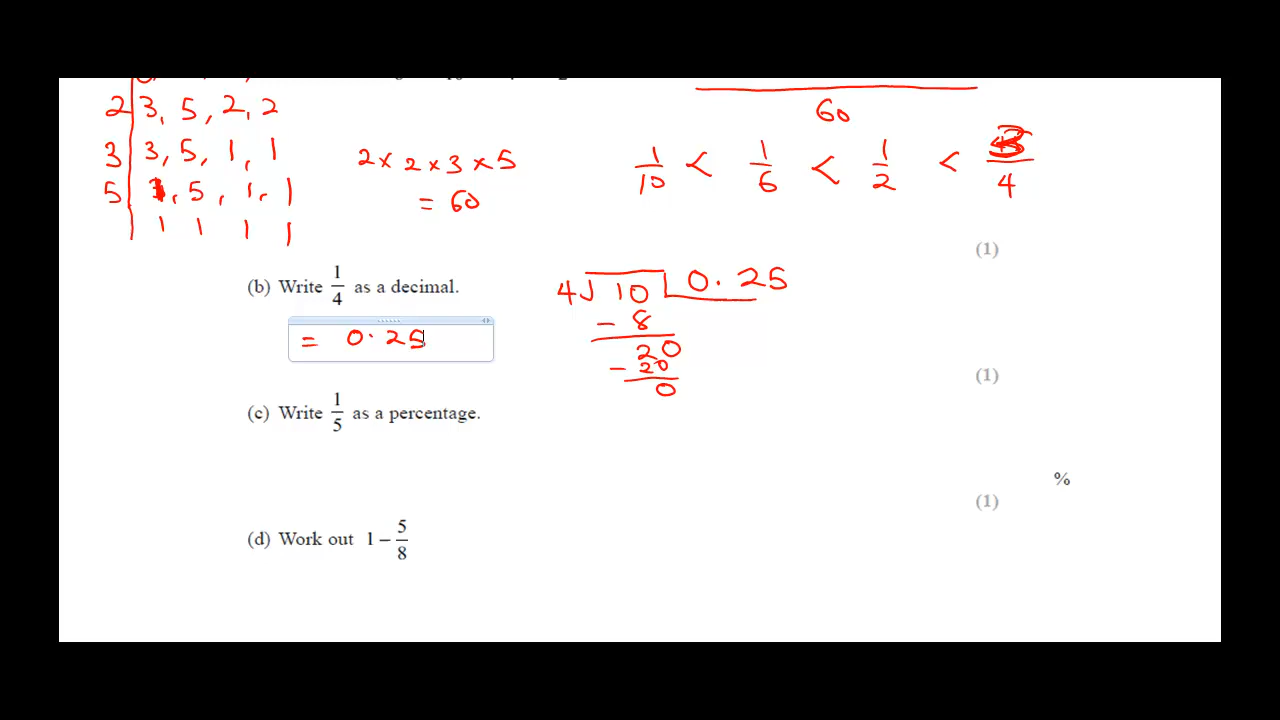 60
2 | 3, 5, 2, 2
3 | 3, 5, 1, 1
2 × 2 × 3 × 5
1/10 < 1/6 < 1/2 < 3/4
5 | 1, 5, 1, 1
= 60
1 1 1 1
(1)
(b) Write 1/4 as a decimal.
4 √ 10 0.25
= 0.25
- 8
20
- 20
0
(1)
(c) Write 1/5 as a percentage.
%
(1)
(d) Work out 1 – 5/8